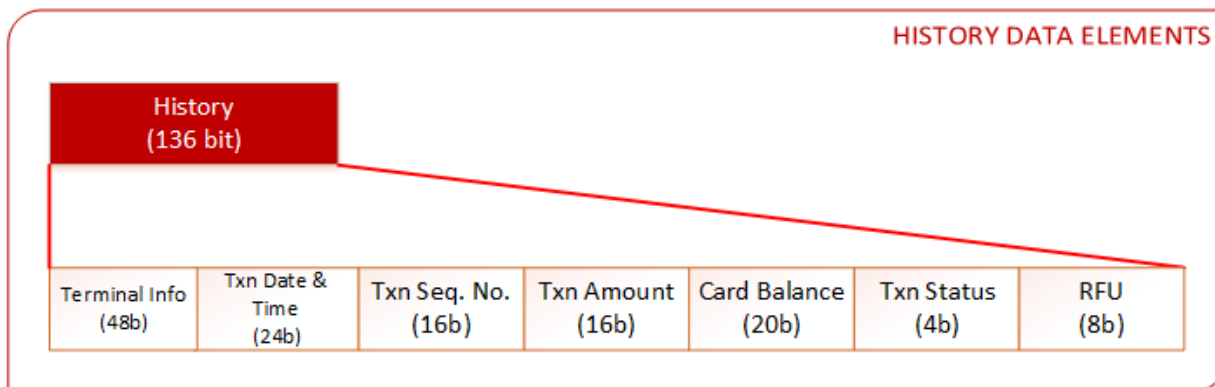 HISTORY DATA ELEMENTS
History
(136 bit)
Terminal Info
(48b)
Txn Date &
Time
(24b)
Txn Seq. No.
(16b)
Txn Amount
(16b)
Card Balance
(20b)
Txn Status
(4b)
RFU
(8b)